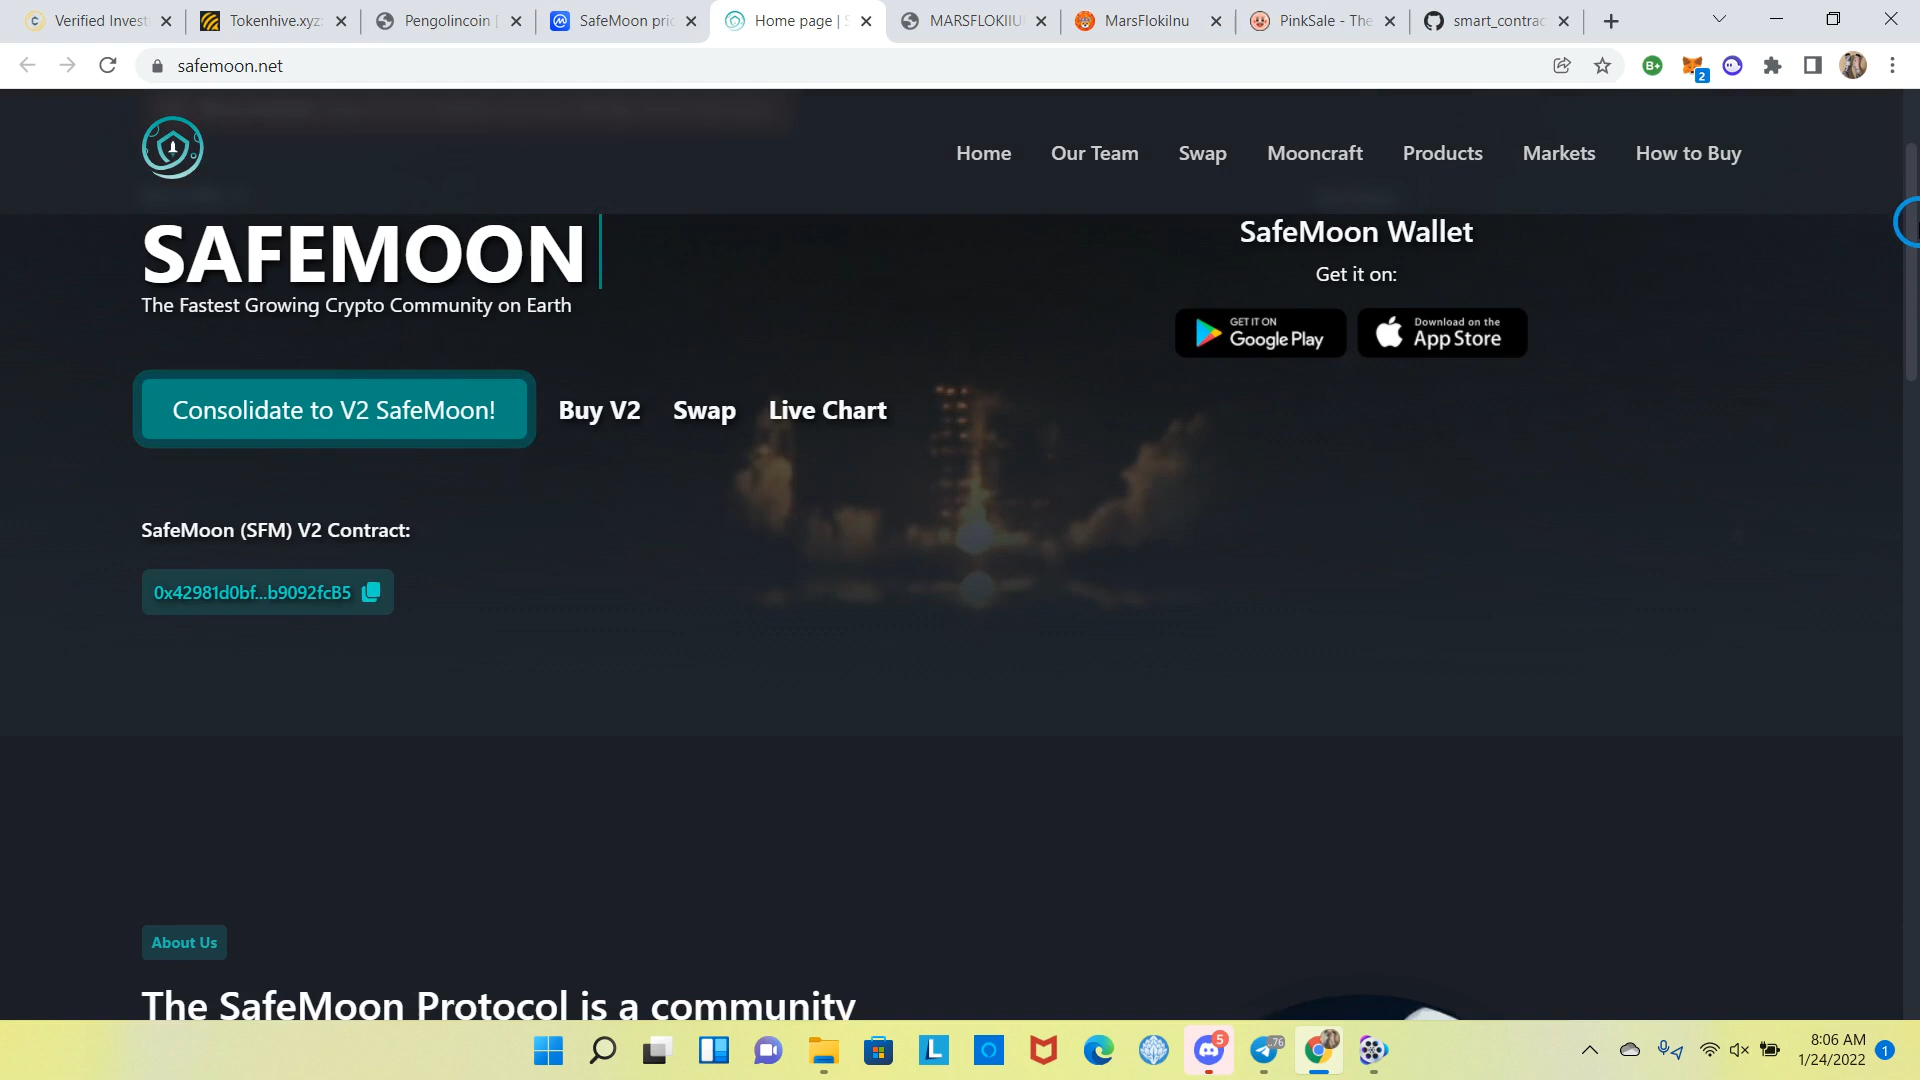 Verified Invest
Tokenhive.xyz:
Pengolincoin [
SafeMoon pric
Home page | S
MARSFLOKIIU
MarsFlokiInu
PinkSale - The
smart_contrac
safemoon.net
B+
2
Home
Our Team
Swap
Mooncraft
Products
Markets
How to Buy
SAFEMOON
The Fastest Growing Crypto Community on Earth
SafeMoon Wallet
Get it on:
GET IT ON
Google Play
Download on the
App Store
Consolidate to V2 SafeMoon!
Buy V2
Swap
Live Chart
SafeMoon (SFM) V2 Contract:
0x42981d0bf...b9092fcB5
About Us
The SafeMoon Protocol is a community
L
5
.76
8:06 AM
1/24/2022
1